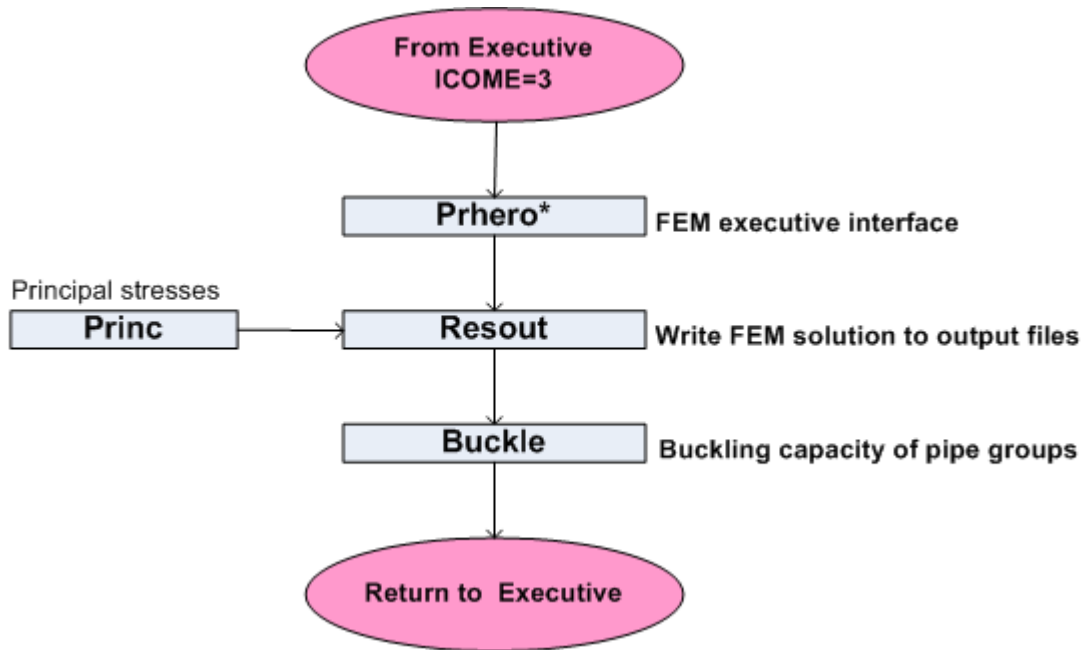 From Executive
ICOME=3
Prhero*
FEM executive interface
Principal stresses
Princ
Resout
Write FEM solution to output files
Buckle
Buckling capacity of pipe groups
Return to Executive